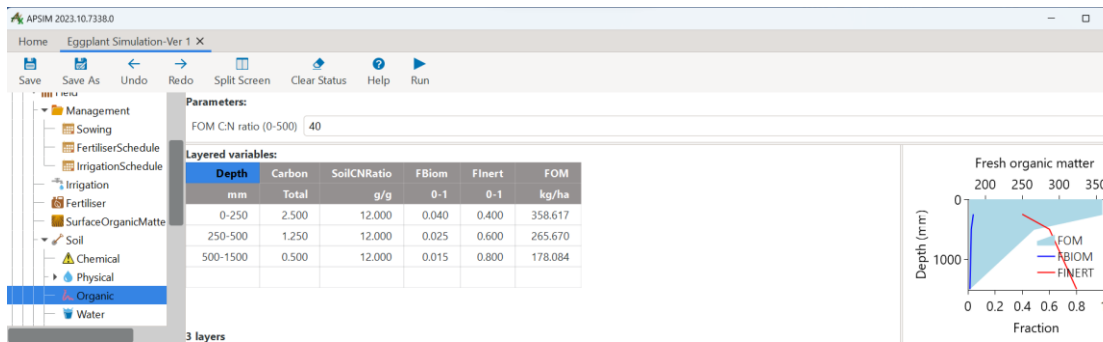 APSIM 2023.10.7338.0
Home Eggplant Simulation-Ver 1 X
Save Save As Undo Redo Split Screen Clear Status Help Run
Management
Sowing
FertiliserSchedule
IrrigationSchedule
Irrigation
Fertiliser
SurfaceOrganicMatte
Soil
Chemical
Physical
Organic
Water
Parameters:
FOM C:N ratio (0-500) 40
Layered variables:
Depth Carbon SoilCNRatio FBiom FInert FOM
mm Total g/g 0-1 0-1 kg/ha
0-250 2.500 12.000 0.040 0.400 358.617
250-500 1.250 12.000 0.025 0.600 265.670
500-1500 0.500 12.000 0.015 0.800 178.084
3 layers
Fresh organic matter
200 250 300 350
0
Depth (mm)
1000
FOM
FBIOM
FINERT
0 0.2 0.4 0.6 0.8
Fraction